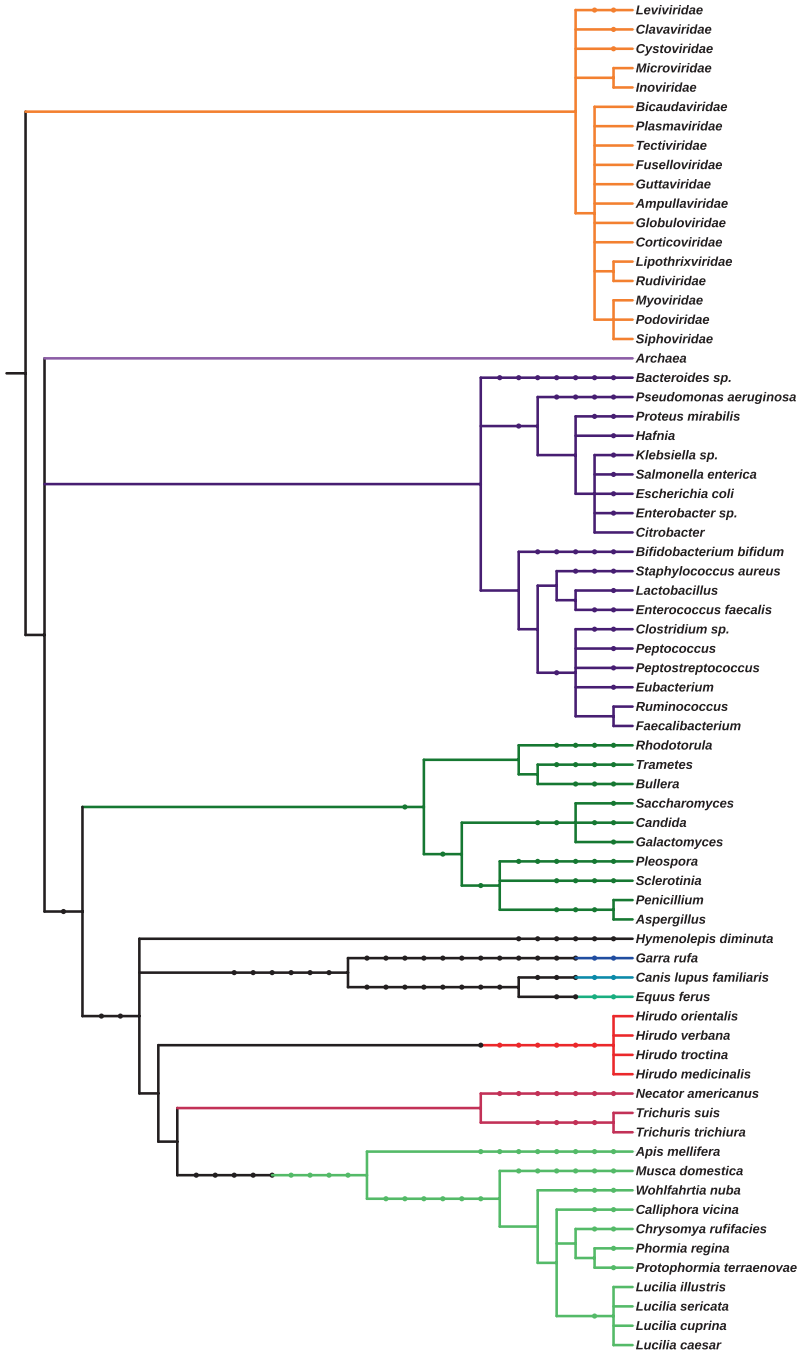 Leviviridae
Clavaviridae
Cystoviridae
Microviridae
Inoviridae
Bicaudaviridae
Plasmaviridae
Tectiviridae
Fuselloviridae
Guttaviridae
Ampullaviridae
Globuloviridae
Corticoviridae
Lipothrixviridae
Rudiviridae
Myoviridae
Podoviridae
Siphoviridae
Archaea
Bacteroides sp.
Pseudomonas aeruginosa
Proteus mirabilis
Hafnia
Klebsiella sp.
Salmonella enterica
Escherichia coli
Enterobacter sp.
Citrobacter
Bifidobacterium bifidum
Staphylococcus aureus
Lactobacillus
Enterococcus faecalis
Clostridium sp.
Peptococcus
Peptostreptococcus
Eubacterium
Ruminococcus
Faecalibacterium
Rhodotorula
Trametes
Bullera
Saccharomyces
Candida
Galactomyces
Pleospora
Sclerotinia
Penicillium
Aspergillus
Hymenolepis diminuta
Garra rufa
Canis lupus familiaris
Equus ferus
Hirudo orientalis
Hirudo verbana
Hirudo troctina
Hirudo medicinalis
Necator americanus
Trichuris suis
Trichuris trichiura
Apis mellifera
Musca domestica
Wohlfahrtia nuba
Calliphora vicina
Chrysomya rufifacies
Phormia regina
Protophormia terraenovae
Lucilia illustris
Lucilia sericata
Lucilia cuprina
Lucilia caesar